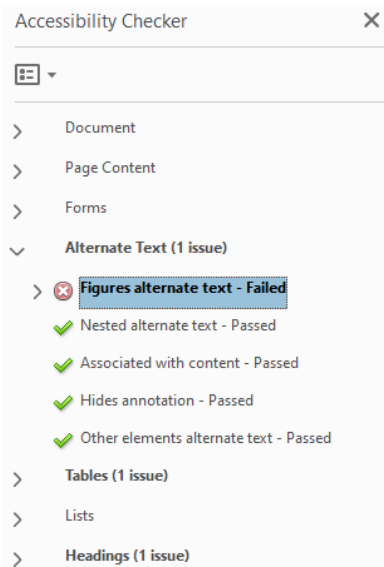 Accessibility Checker
Document
Page Content
Forms
Alternate Text (1 issue)
Figures alternate text - Failed
Nested alternate text - Passed
Associated with content - Passed
Hides annotation - Passed
Other elements alternate text - Passed
Tables (1 issue)
Lists
Headings (1 issue)